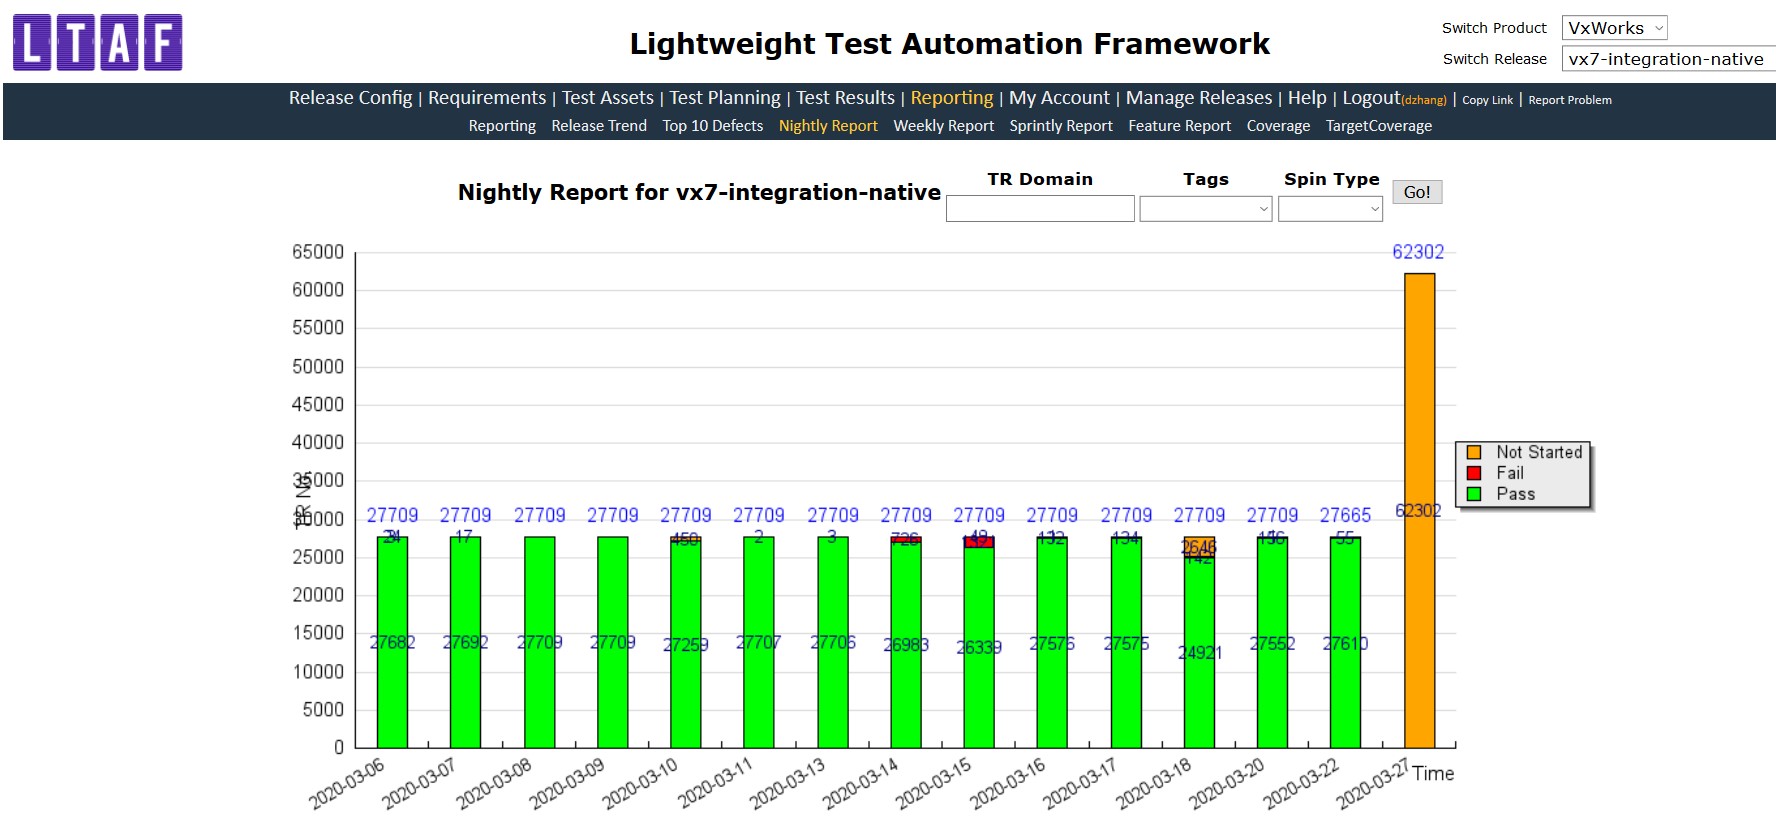 LTAF
Lightweight Test Automation Framework
Switch Product VxWorks
Switch Release vx7-integration-native
Release Config | Requirements | Test Assets | Test Planning | Test Results | Reporting | My Account | Manage Releases | Help | Logout(dzhang) | Copy Link | Report Problem
Reporting Release Trend Top 10 Defects Nightly Report Weekly Report Sprintly Report Feature Report Coverage TargetCoverage
TR Domain Tags Spin Type
Nightly Report for vx7-integration-native Go!
65000 62302
60000
55000
50000
45000
40000
Not Started
Fail
Pass
35000
30000
62302
27709 27709 27709 27709 27709 27709 27709 27709 27709 27709 27709 27709 27709 27665
17 450 2 3 726 132 134 2646 55
142
25000
20000
15000
27682 27692 27709 27709 27259 27707 27706 26983 26339 27576 27575 24921 27552 27610
10000
5000
0
2020-03-06 2020-03-07 2020-03-08 2020-03-09 2020-03-10 2020-03-11 2020-03-13 2020-03-14 2020-03-15 2020-03-16 2020-03-17 2020-03-18 2020-03-20 2020-03-22 2020-03-27 Time